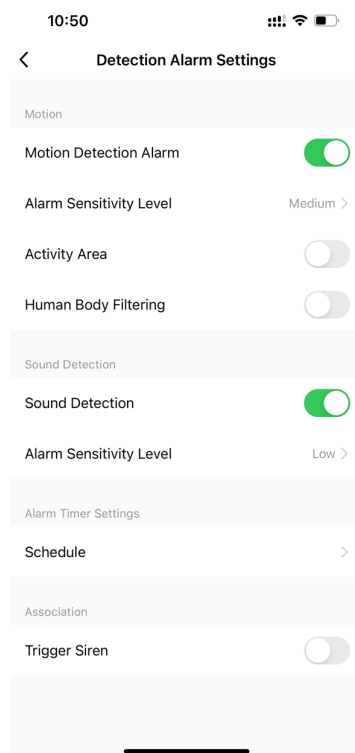 10:50
Detection Alarm Settings
Motion
Motion Detection Alarm
Alarm Sensitivity Level Medium
Activity Area
Human Body Filtering
Sound Detection
Sound Detection
Alarm Sensitivity Level Low
Alarm Timer Settings
Schedule
Association
Trigger Siren